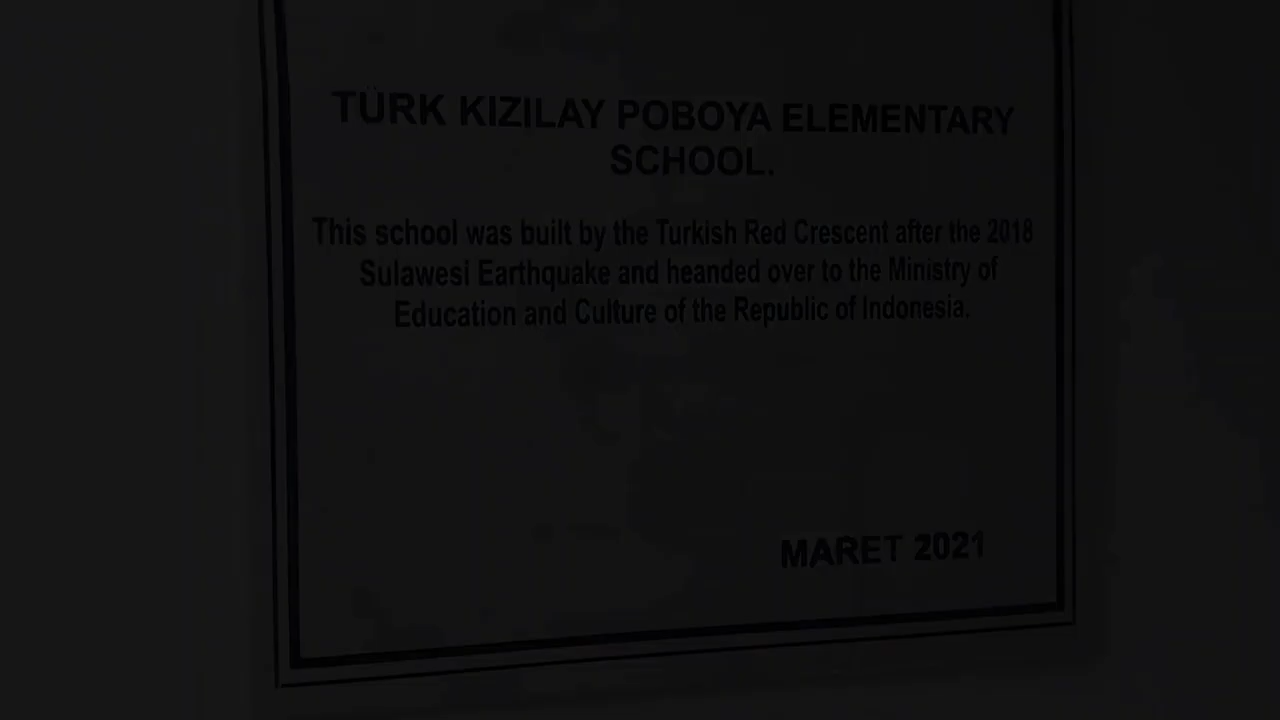 TÜRK KIZILAY POBOYA ELEMENTARY
SCHOOL.
This school was built by the Turkish Red Crescent after the 2018
Sulawesi Earthquake and heanded over to the Ministry of
Education and Culture of the Republic of Indonesia.
MARET 2021